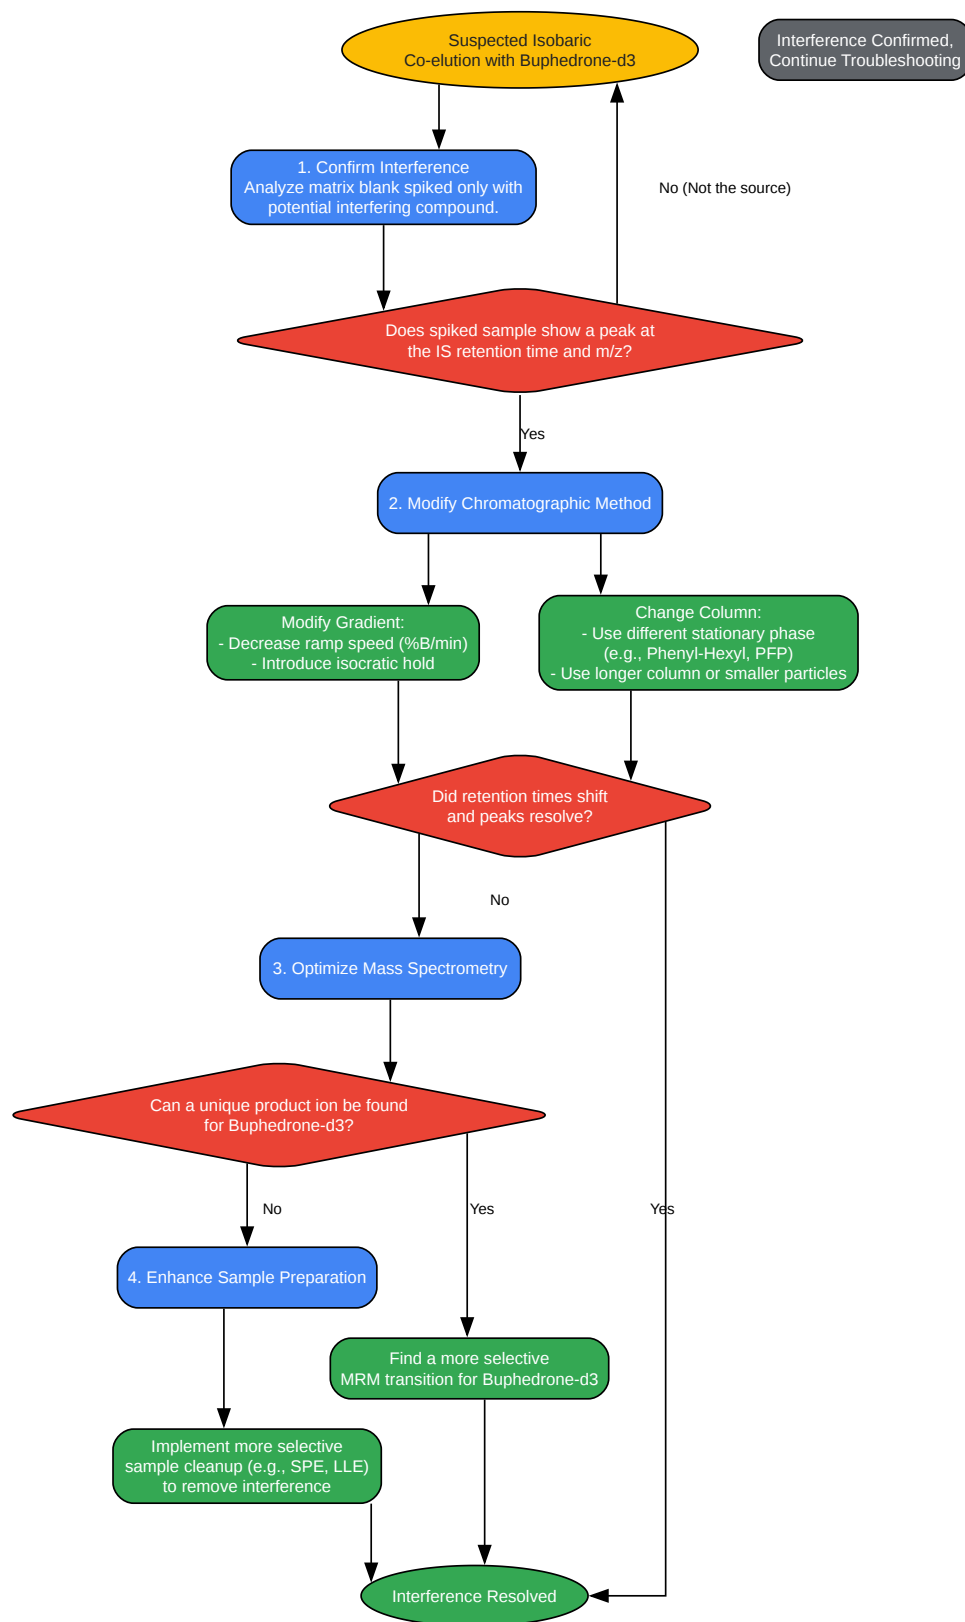 Suspected Isobaric
Co-elution with Buphedrone-d3
Interference Confirmed,
Continue Troubleshooting
1. Confirm Interference
Analyze matrix blank spiked only with
potential interfering compound.
No (Not the source)
Does spiked sample show a peak at
the IS retention time and m/z?
Yes
2. Modify Chromatographic Method
Modify Gradient:
- Decrease ramp speed (%B/min)
- Introduce isocratic hold
Change Column:
- Use different stationary phase
(e.g., Phenyl-Hexyl, PFP)
- Use longer column or smaller particles
Did retention times shift
and peaks resolve?
No
3. Optimize Mass Spectrometry
Can a unique product ion be found
for Buphedrone-d3?
No
Yes
Yes
4. Enhance Sample Preparation
Find a more selective
MRM transition for Buphedrone-d3
Implement more selective
sample cleanup (e.g., SPE, LLE)
to remove interference
Interference Resolved